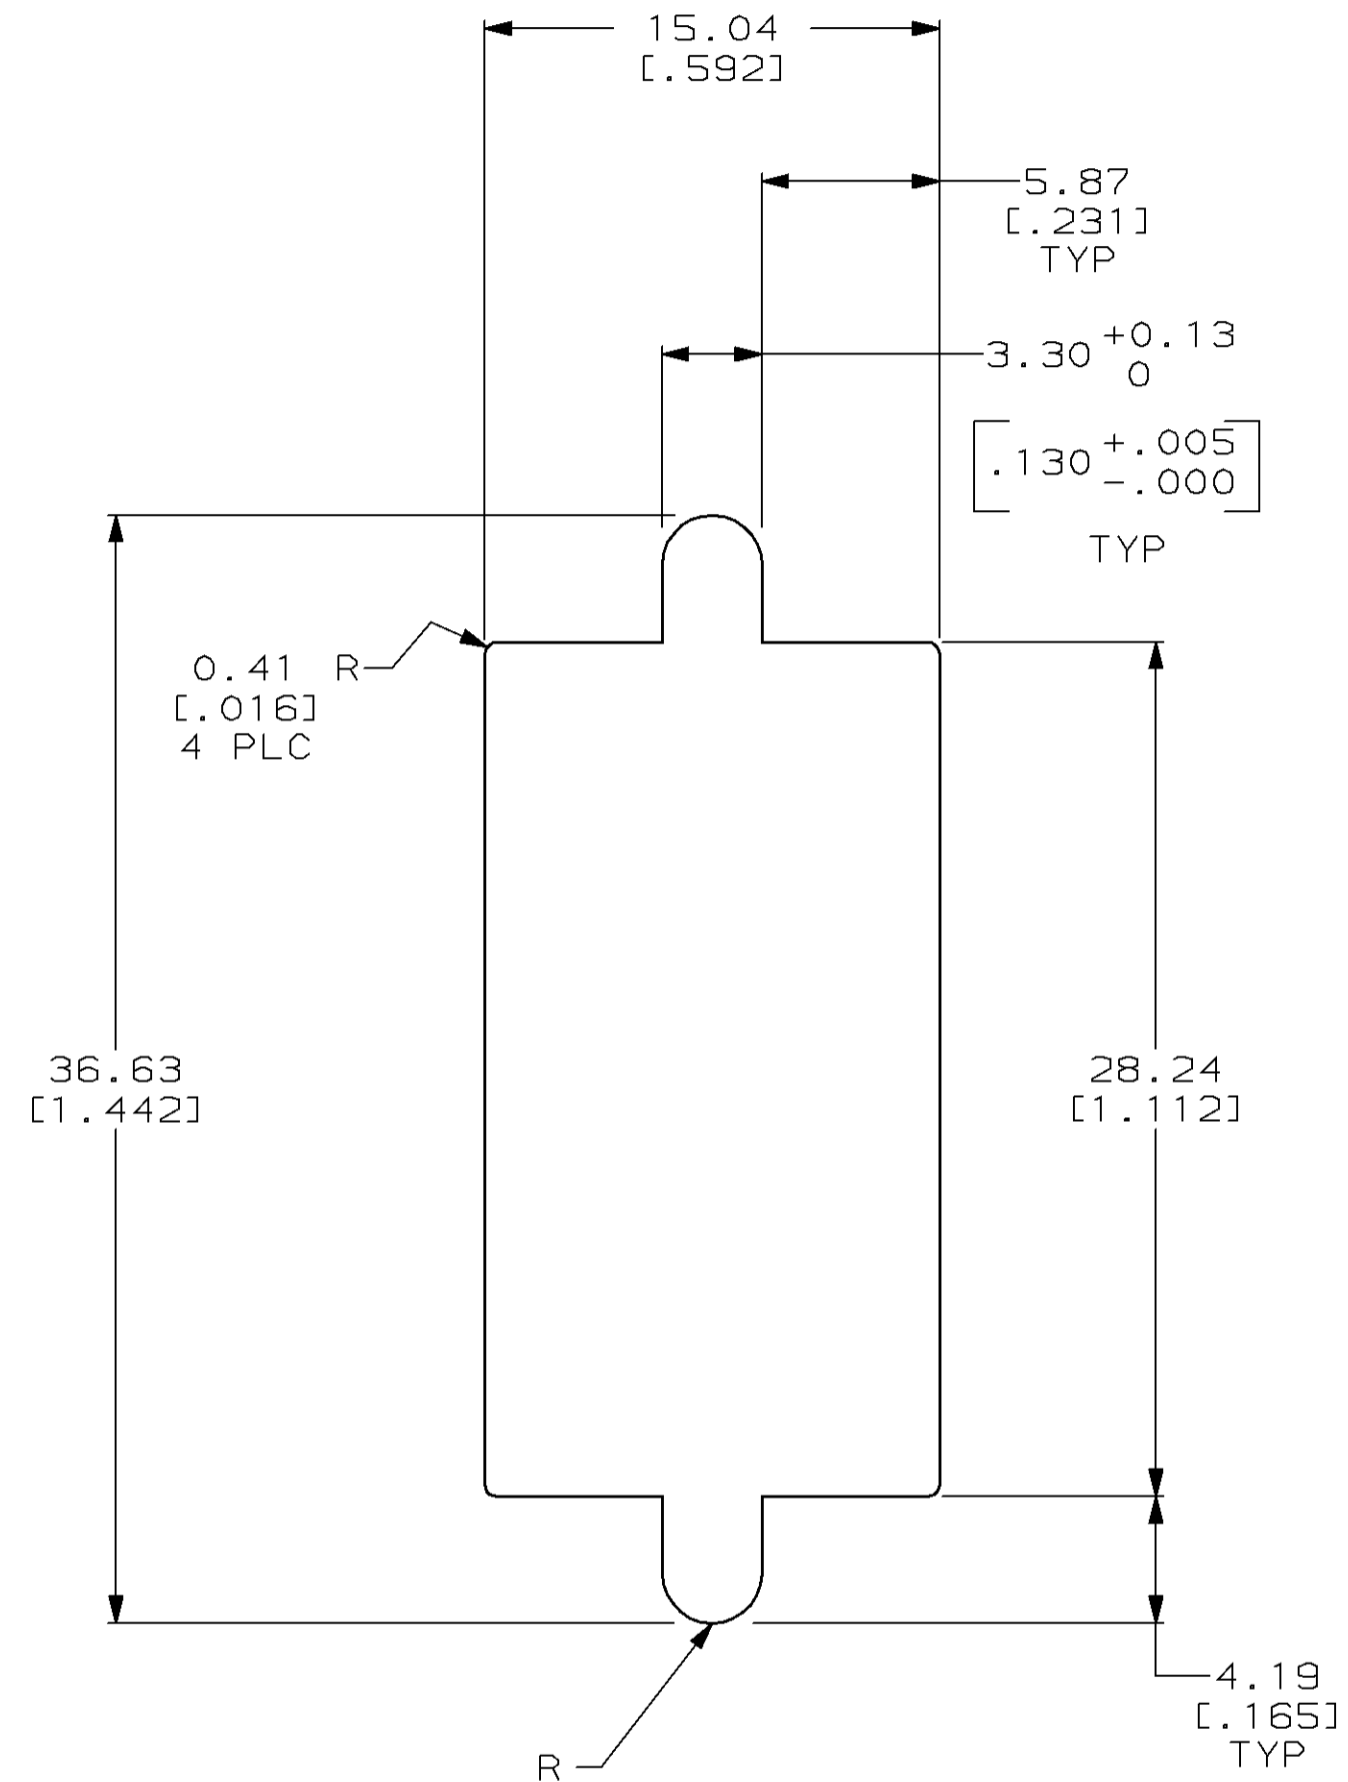 15.04
[.592]
5.87
[.231]
TYP
3.30 +0.13
0
[.130 +.005
-.000]
TYP
0.41 R
[.016]
4 PLC
36.63
[1.442]
28.24
[1.112]
4.19
[.165]
TYP
R